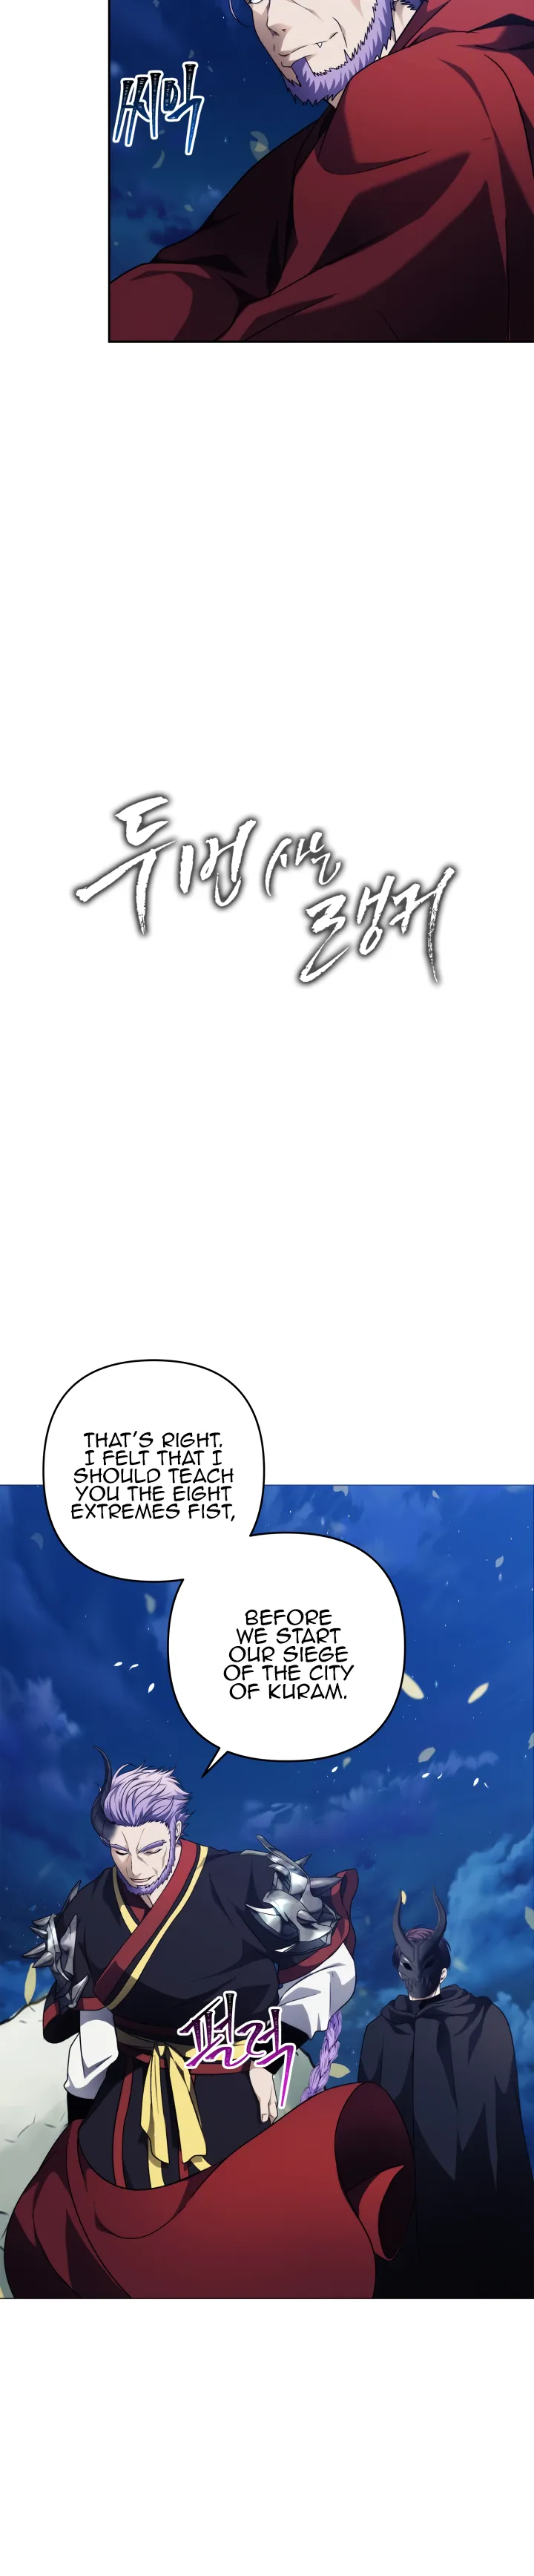 씨익
두번 사는
랭커
THAT'S RIGHT.
I FELT THAT I
SHOULD TEACH
YOU THE EIGHT
EXTREMES FIST,
BEFORE
WE START
OUR SIEGE
OF THE CITY
OF KURAM.
펄럭